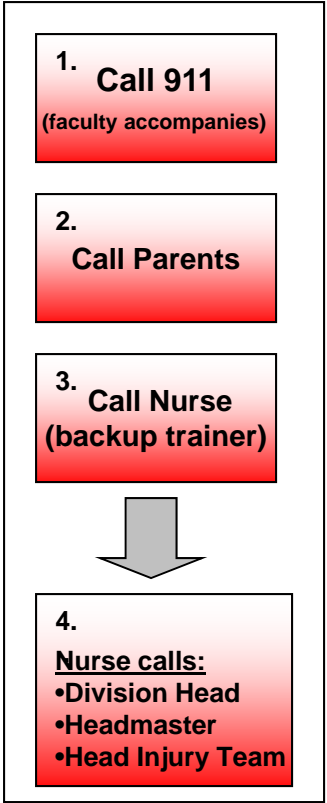 1.
Call 911
(faculty accompanies)
2.
Call Parents
3.
Call Nurse
(backup trainer)
4.
Nurse calls:
•Division Head
•Headmaster
•Head Injury Team